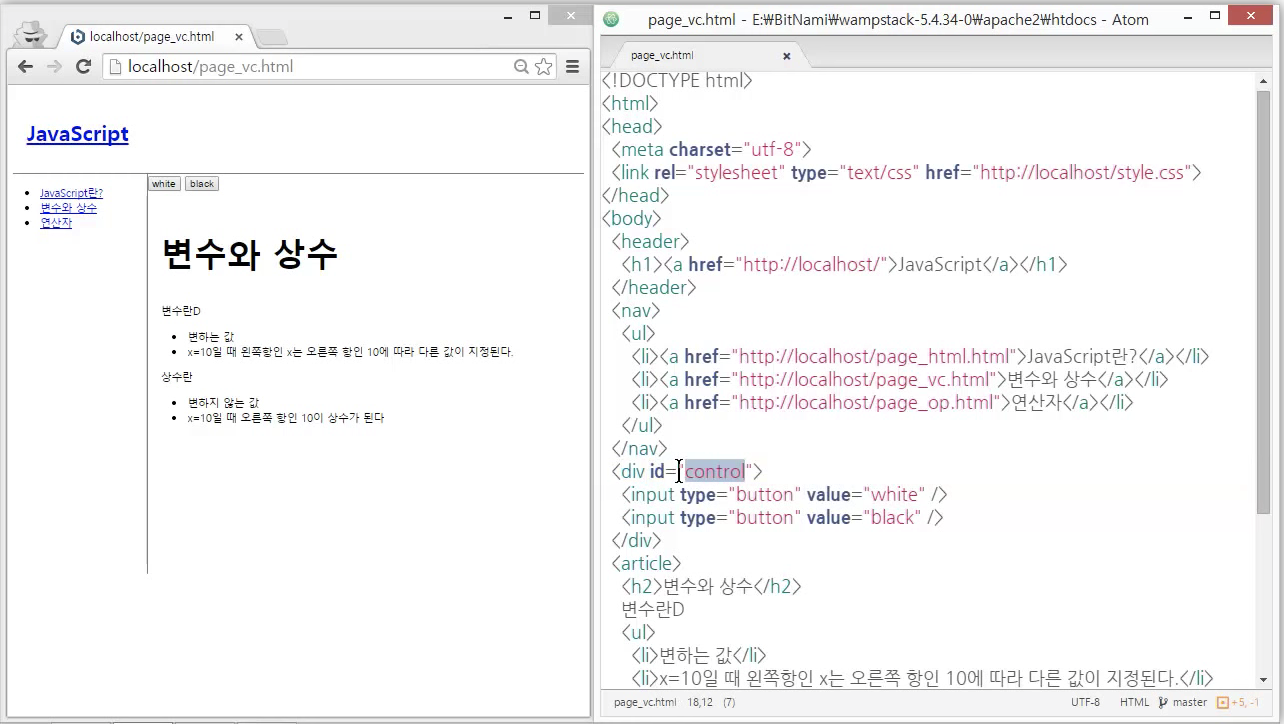 localhost/page_vc.html
localhost/page_vc.html
JavaScript
JavaScript란?
변수와 상수
연산자
white black
변수와 상수
변수란D
변하는 값
x=10일 때 왼쪽항인 x는 오른쪽 항인 10에 따라 다른 값이 지정된다.
상수란
변하지 않는 값
x=10일 때 오른쪽 항인 10이 상수가 된다
page_vc.html - E:₩BitNami₩wampstack-5.4.34-0₩apache2₩htdocs - Atom
page_vc.html
<!DOCTYPE html>
<html>
<head>
<meta charset="utf-8">
<link rel="stylesheet" type="text/css" href="http://localhost/style.css">
</head>
<body>
<header>
<h1><a href="http://localhost/">JavaScript</a></h1>
</header>
<nav>
<ul>
<li><a href="http://localhost/page_html.html">JavaScript란?</a></li>
<li><a href="http://localhost/page_vc.html">변수와 상수</a></li>
<li><a href="http://localhost/page_op.html">연산자</a></li>
</ul>
</nav>
<div id="control">
<input type="button" value="white" />
<input type="button" value="black" />
</div>
<article>
<h2>변수와 상수</h2>
변수란D
<ul>
<li>변하는 값</li>
<li>x=10일 때 왼쪽항인 x는 오른쪽 항인 10에 따라 다른 값이 지정된다.</li>
page_vc.html 18,12 (7) UTF-8 HTML master +5, -1